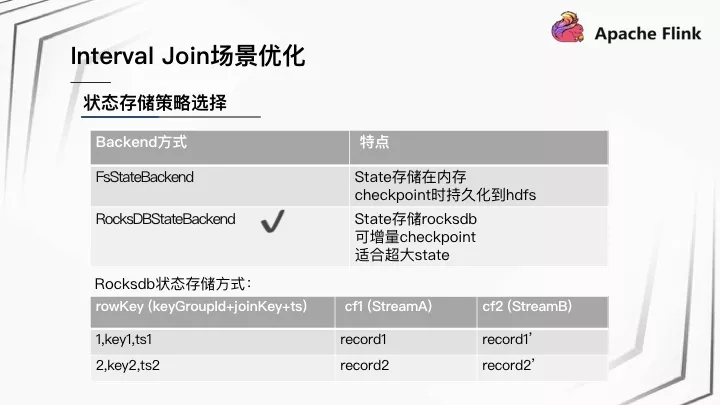 Apache Flink
Interval Join场景优化
状态存储策略选择
Backend方式 特点
FsStateBackend State存储在内存
checkpoint时持久化到hdfs
RocksDBStateBackend State存储rocksdb
可增量checkpoint
适合超大state
Rocksdb状态存储方式：
rowKey (keyGroupId+joinKey+ts) cf1 (StreamA) cf2 (StreamB)
1,key1,ts1 record1 record1’
2,key2,ts2 record2 record2’